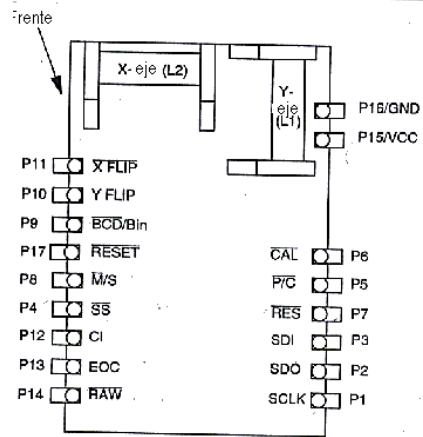 Frente
X- eje (L2)
Y-
eje
(L1)
P16/GND
P15/VCC
P11 X FLIP
P10 Y FLIP
P9 BCD/Bin
P17 RESET
P8 M/S
P4 SS
P12 CI
P13 EOC
P14 RAW
CAL P6
P/C P5
RES P7
SDI P3
SDO P2
SCLK P1